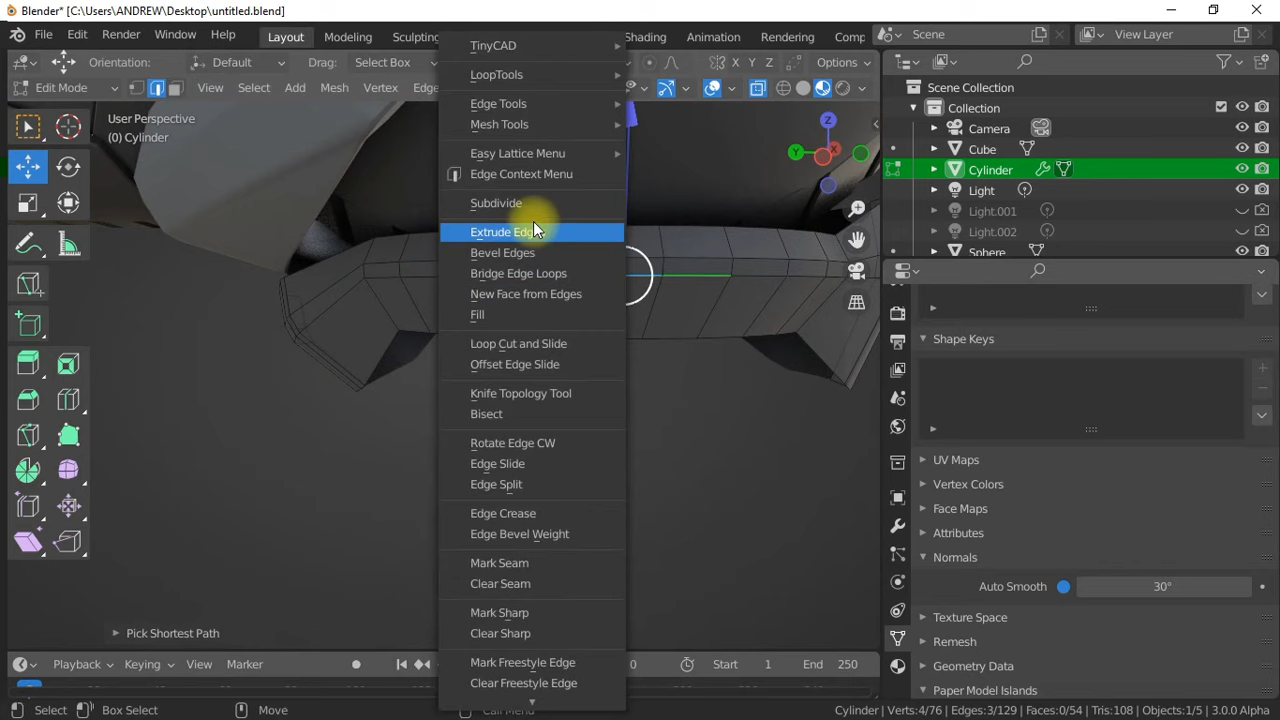 Blender* [C:\Users\ANDREW\Desktop\untitled.blend]
File Edit Render Window Help Layout Modeling Sculpting Shading Animation Comp Scene View Layer
Orientation: Default Drag: Select Box X Y Z Options
Edit Mode View Select Add Mesh Vertex Edge
User Perspective
(0) Cylinder
Z
Y
X
TinyCAD
LoopTools
Edge Tools
Mesh Tools
Easy Lattice Menu
Edge Context Menu
Subdivide
Extrude Edg
Bevel Edges
Bridge Edge Loops
New Face from Edges
Fill
Loop Cut and Slide
Offset Edge Slide
Knife Topology Tool
Bisect
Rotate Edge CW
Edge Slide
Edge Split
Edge Crease
Edge Bevel Weight
Mark Seam
Clear Seam
Mark Sharp
Clear Sharp
Mark Freestyle Edge
Clear Freestyle Edge
Scene Collection
Collection
Camera
Cube
Cylinder
Light
Light.001
Light.002
Sphere
Shape Keys
UV Maps
Vertex Colors
Face Maps
Attributes
Normals
Auto Smooth 30°
Texture Space
Remesh
Geometry Data
Paper Model Islands
Pick Shortest Path
Playback Keying View Marker 0 Start 1 End 250
Select Box Select Move Call Menu Cylinder | Verts:4/76 | Edges:3/129 | Faces:0/54 | Tris:108 | Objects:1/5 | 3.0.0 Alpha